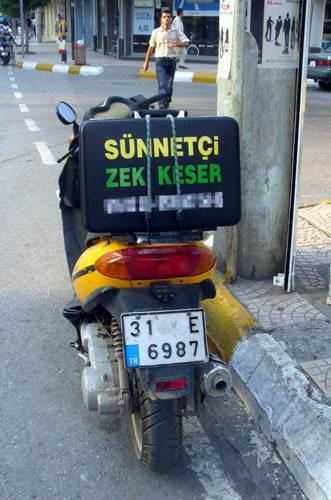 SÜNNETÇİ
ZEKİ KESER
31 E
6987
TR